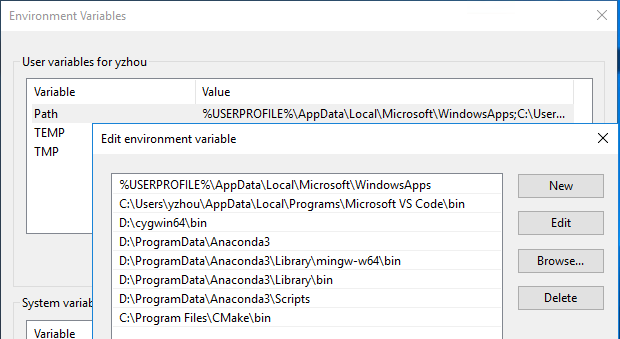 Environment Variables
User variables for yzhou
Variable Value
Path %USERPROFILE%\AppData\Local\Microsoft\WindowsApps;C:\User...
TEMP
TMP
Edit environment variable
%USERPROFILE%\AppData\Local\Microsoft\WindowsApps
C:\Users\yzhou\AppData\Local\Programs\Microsoft VS Code\bin
D:\cygwin64\bin
D:\ProgramData\Anaconda3
D:\ProgramData\Anaconda3\Library\mingw-w64\bin
D:\ProgramData\Anaconda3\Library\bin
D:\ProgramData\Anaconda3\Scripts
C:\Program Files\CMake\bin
New
Edit
Browse...
Delete
System variab
Variable